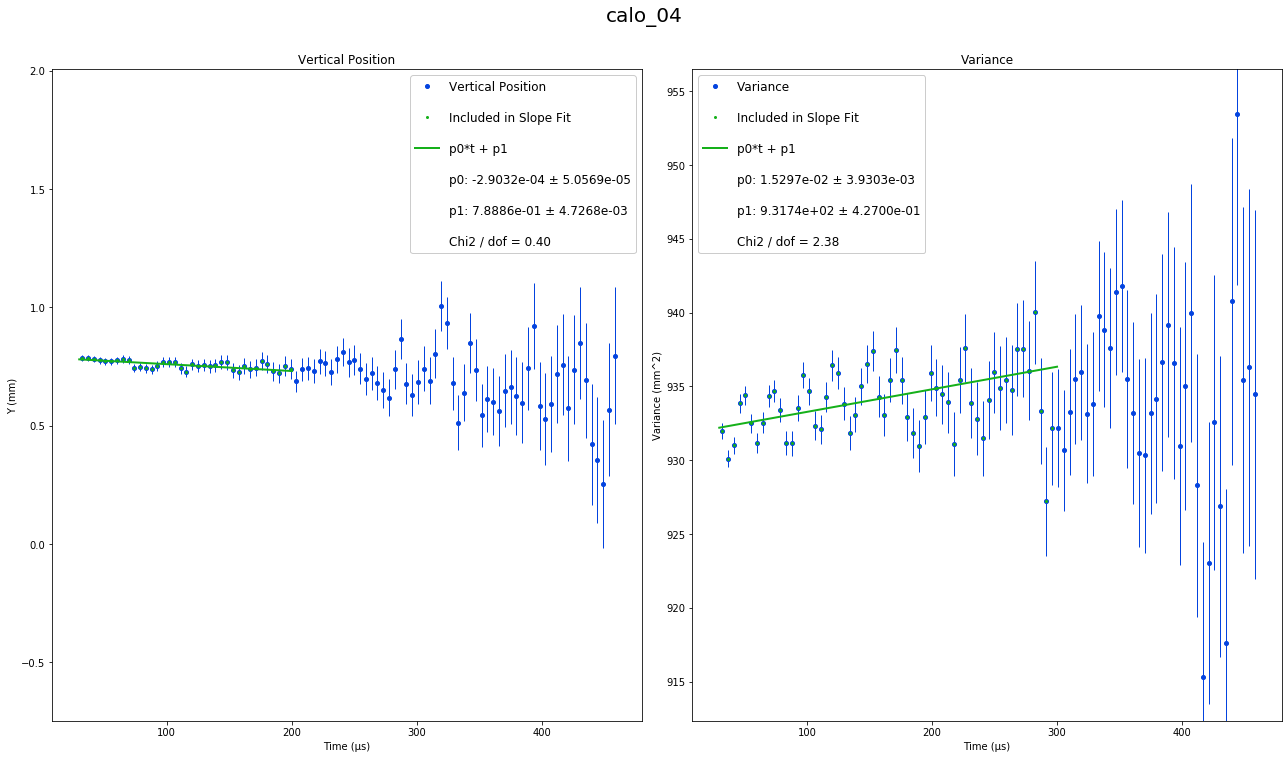 calo_04
Vertical Position
Vertical Position
Included in Slope Fit
p0*t + p1
p0: -2.9032e-04 ± 5.0569e-05
p1: 7.8886e-01 ± 4.7268e-03
Chi2 / dof = 0.40
2.0
1.5
1.0
0.5
0.0
−0.5
Y (mm)
100
200
300
400
Time (μs)
Variance
Variance
Included in Slope Fit
p0*t + p1
p0: 1.5297e-02 ± 3.9303e-03
p1: 9.3174e+02 ± 4.2700e-01
Chi2 / dof = 2.38
955
950
945
940
935
930
925
920
915
Variance (mm^2)
100
200
300
400
Time (μs)